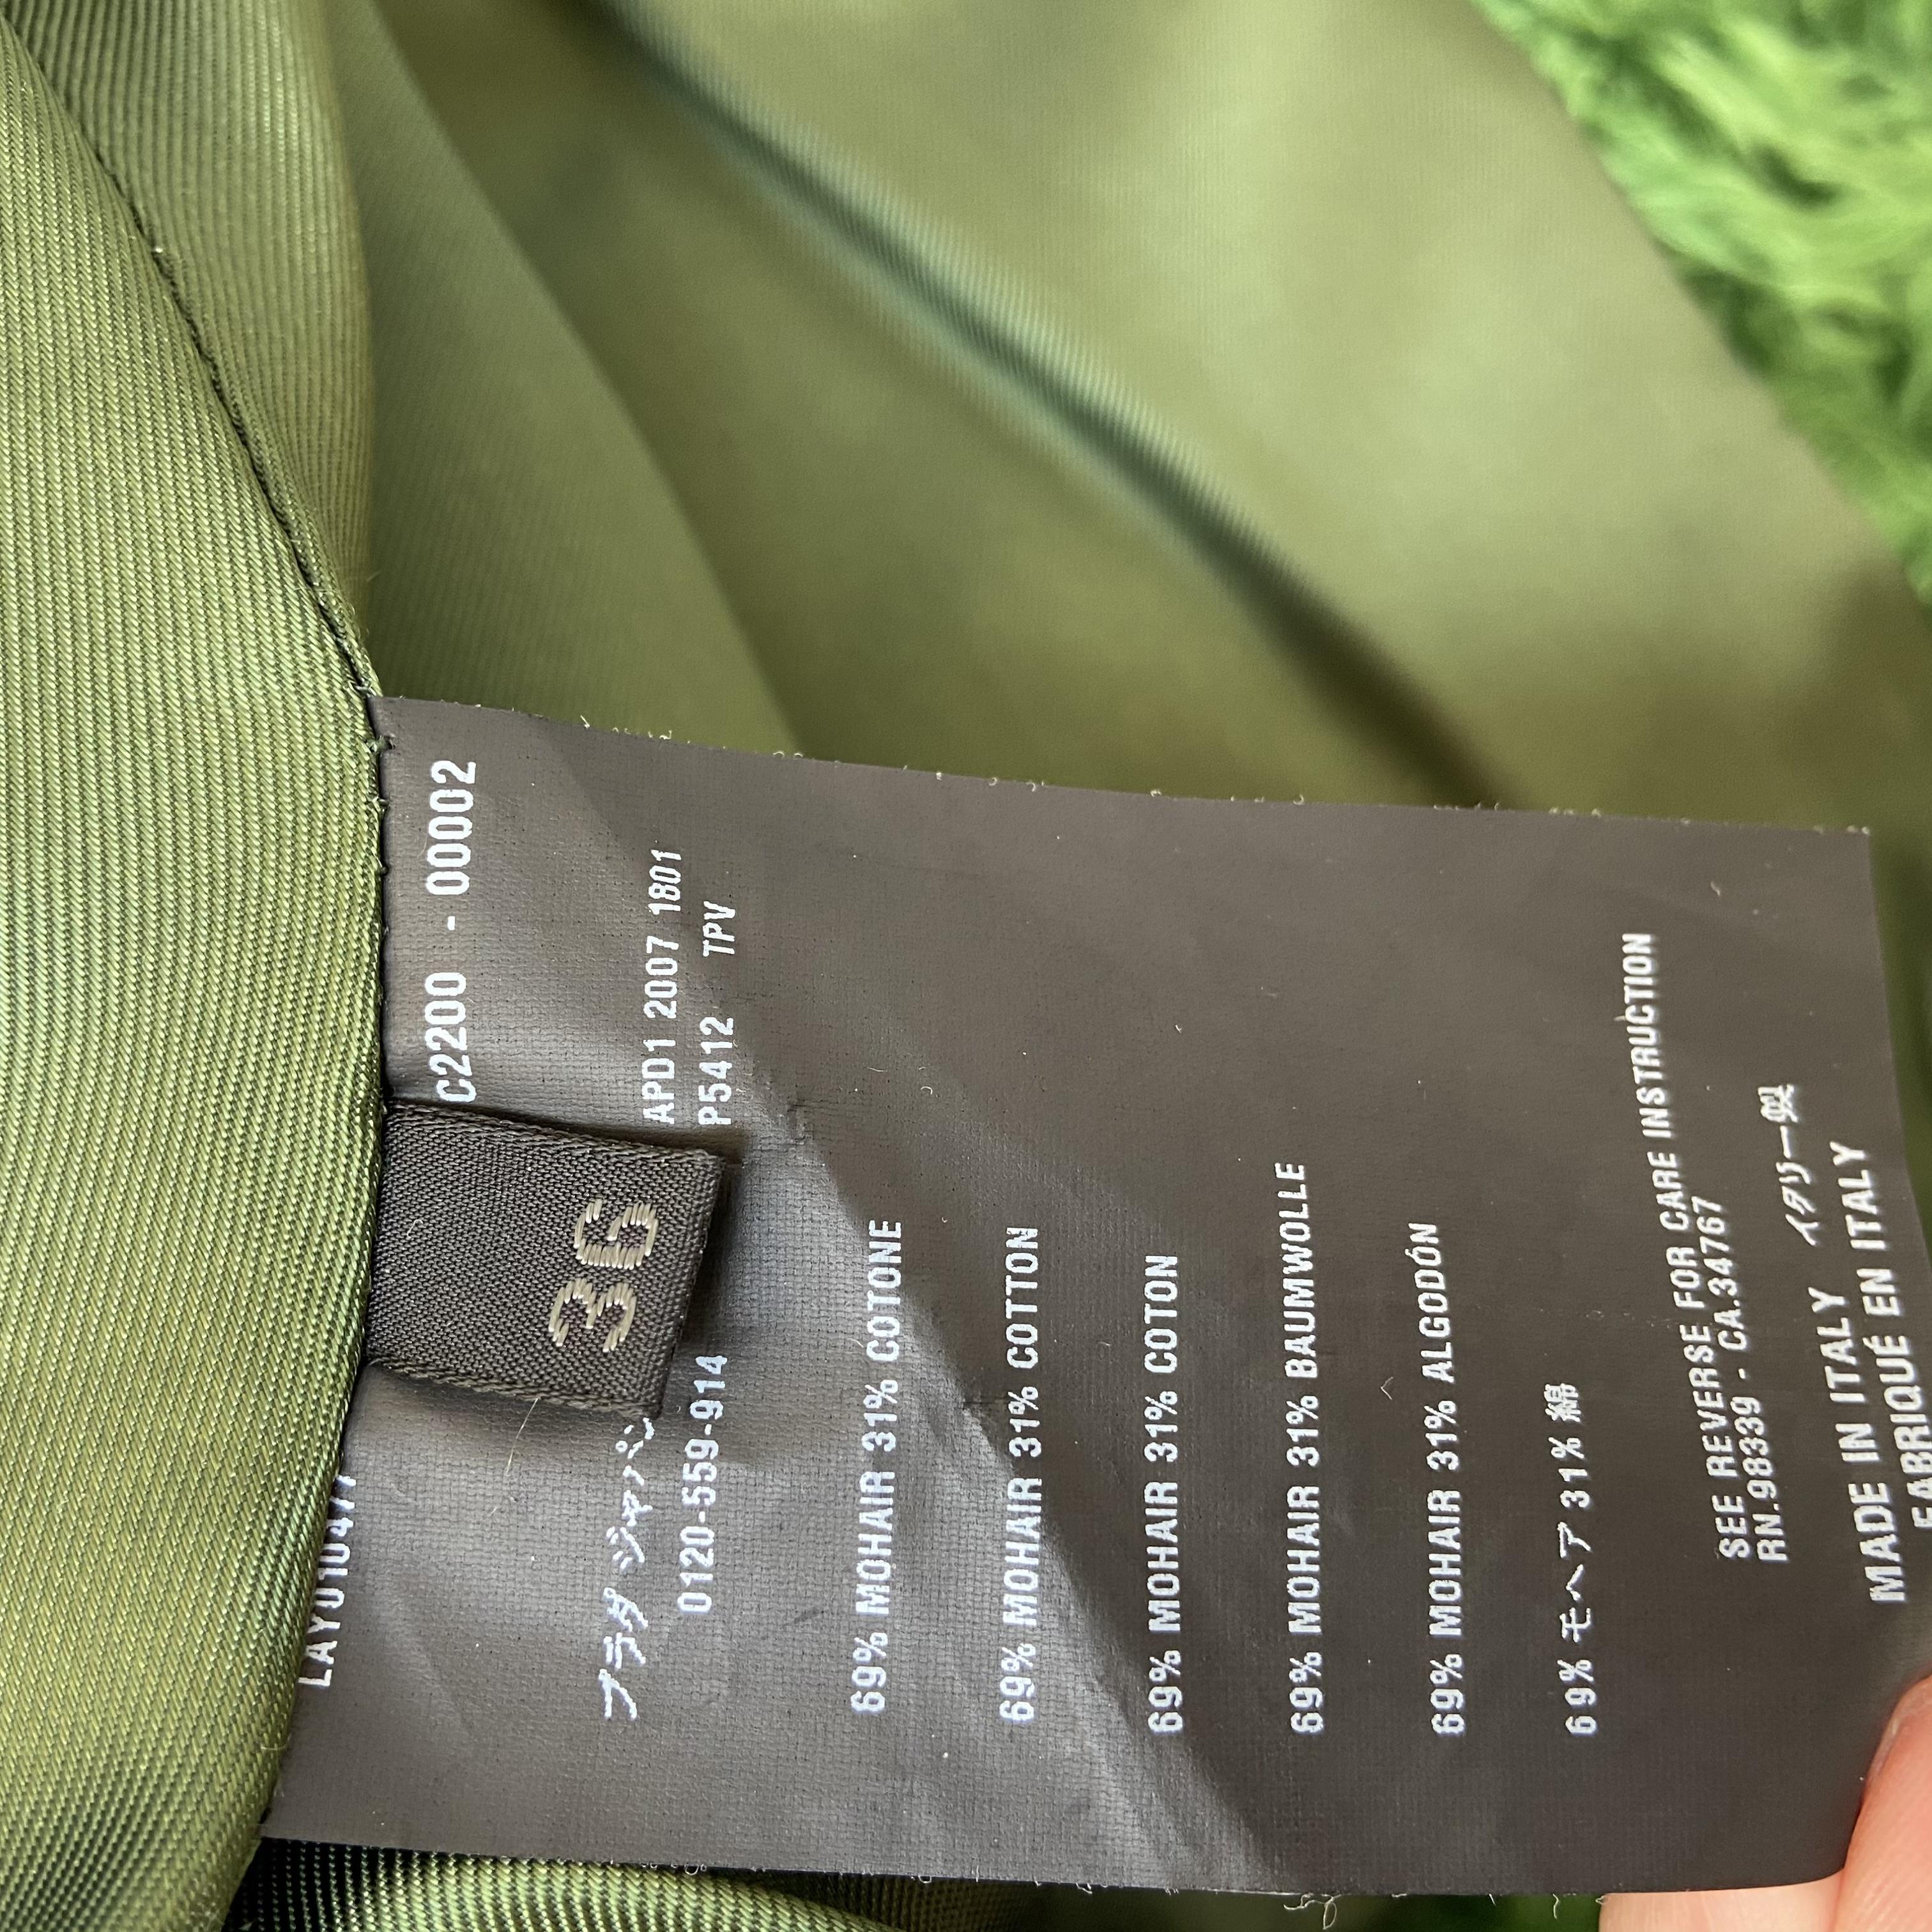 C2200 - 00002
APD1 2007 1801
P5412 TPV
36
プラダ ジャパン
0120-559-914
69% MOHAIR 31% COTONE
69% MOHAIR 31% COTTON
69% MOHAIR 31% COTON
69% MOHAIR 31% BAUMWOLLE
69% MOHAIR 31% ALGODÓN
69% モヘア 31% 綿
SEE REVERSE FOR CARE INSTRUCTION
RN.98339 - CA.34767
イタリー製
MADE IN ITALY
FABRIQUÉ EN ITALY